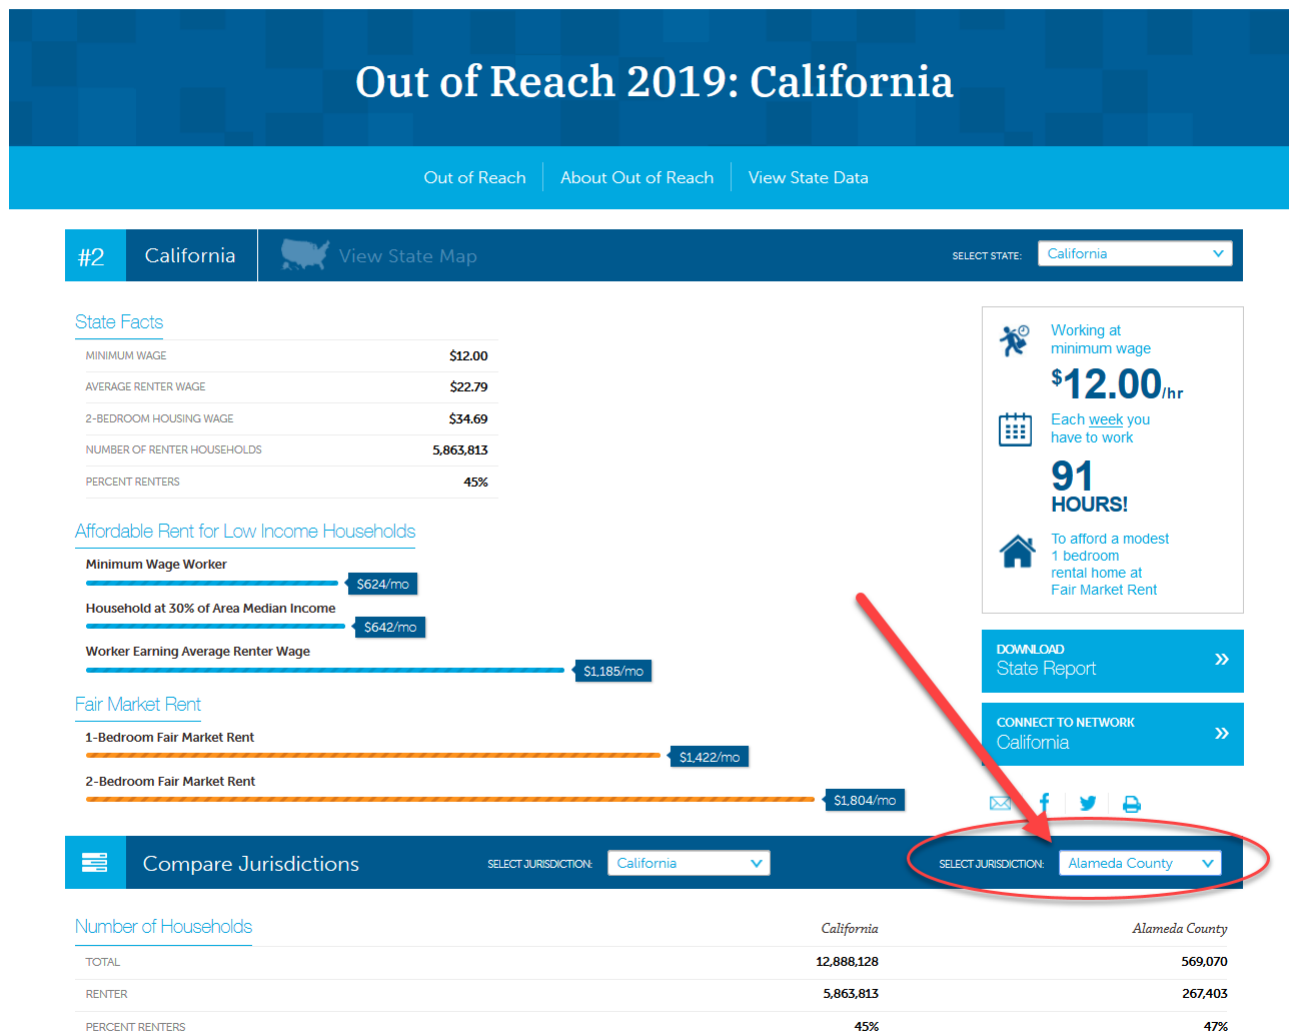 Out of Reach 2019: California
Out of Reach
About Out of Reach
View State Data
#2
California
View State Map
SELECT STATE:
California
State Facts
MINIMUM WAGE $12.00
AVERAGE RENTER WAGE $22.79
2-BEDROOM HOUSING WAGE $34.69
NUMBER OF RENTER HOUSEHOLDS 5,863,813
PERCENT RENTERS 45%
Affordable Rent for Low Income Households
Minimum Wage Worker
$624/mo
Household at 30% of Area Median Income
$642/mo
Worker Earning Average Renter Wage
$1,185/mo
Fair Market Rent
1-Bedroom Fair Market Rent
$1,422/mo
2-Bedroom Fair Market Rent
$1,804/mo
Working at
minimum wage
$12.00/hr
Each week you
have to work
91
HOURS!
To afford a modest
1 bedroom
rental home at
Fair Market Rent
DOWNLOAD
State Report
»
CONNECT TO NETWORK
California
»
Compare Jurisdictions
SELECT JURISDICTION:
California
SELECT JURISDICTION:
Alameda County
Number of Households California Alameda County
TOTAL 12,888,128 569,070
RENTER 5,863,813 267,403
PERCENT RENTERS 45% 47%